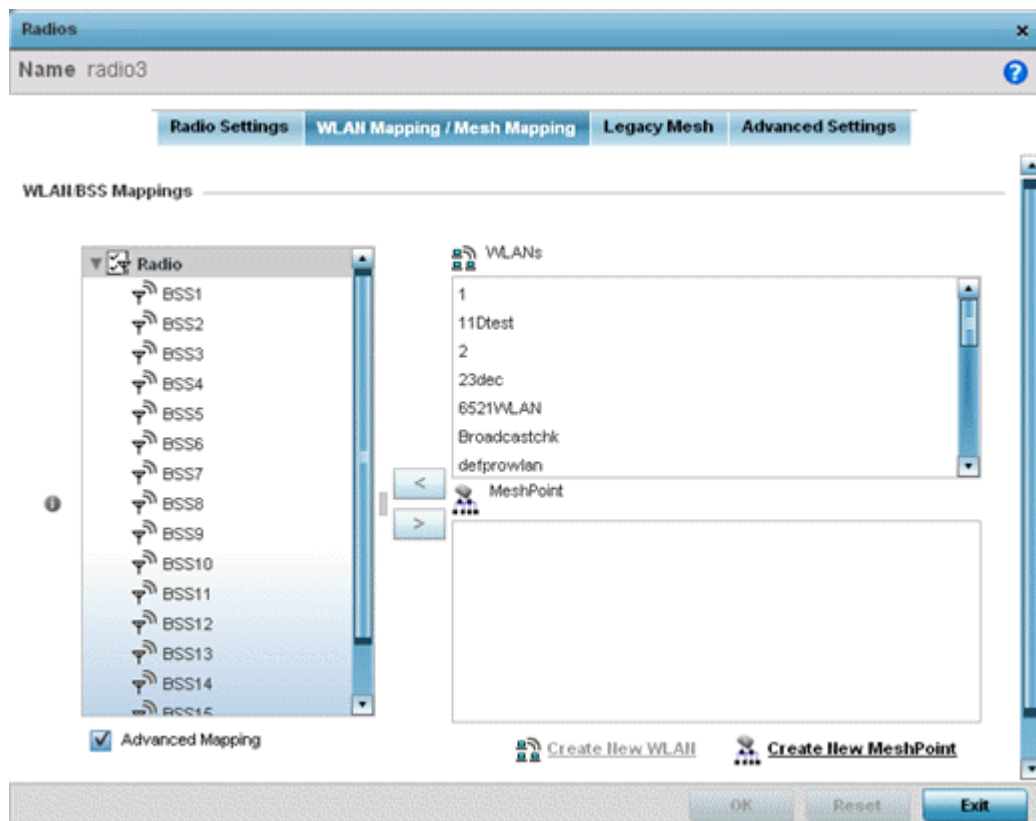 Radios
Name radio3
Radio Settings
WLAN Mapping / Mesh Mapping
Legacy Mesh
Advanced Settings
WLAN/BSS Mappings
Radio
BSS1
BSS2
BSS3
BSS4
BSS5
BSS6
BSS7
BSS8
BSS9
BSS10
BSS11
BSS12
BSS13
BSS14
BSS15
Advanced Mapping
<
>
WLANs
1
11Dtest
2
23dec
6521WLAN
Broadcastchk
defprowlan
MeshPoint
Create New WLAN
Create New MeshPoint
OK
Reset
Exit